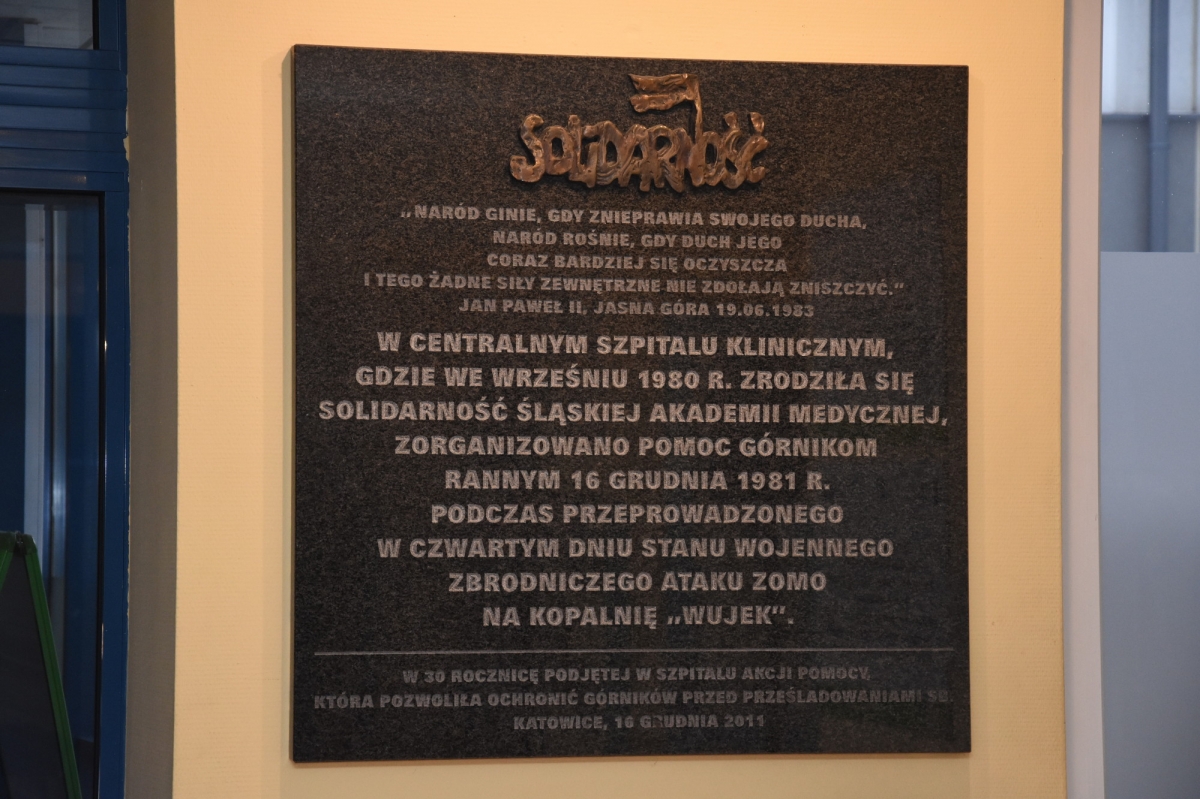 SOLIDARNOŚĆ
„NARÓD GINIE, GDY ZNIEPRAWIA SWOJEGO DUCHA,
NARÓD ROŚNIE, GDY DUCH JEGO
CORAZ BARDZIEJ SIĘ OCZYSZCZA
I TEGO ŻADNE SIŁY ZEWNĘTRZNE NIE ZDOŁAJĄ ZNISZCZYĆ.”
JAN PAWEŁ II, JASNA GÓRA 19.06.1983
W CENTRALNYM SZPITALU KLINICZNYM,
GDZIE WE WRZEŚNIU 1980 R. ZRODZIŁA SIĘ
SOLIDARNOŚĆ ŚLĄSKIEJ AKADEMII MEDYCZNEJ,
ZORGANIZOWANO POMOC GÓRNIKOM
RANNYM 16 GRUDNIA 1981 R.
PODCZAS PRZEPROWADZONEGO
W CZWARTYM DNIU STANU WOJENNEGO
ZBRODNICZEGO ATAKU ZOMO
NA KOPALNIĘ „WUJEK”.
W 30 ROCZNICĘ PODJĘTEJ W SZPITALU AKCJI POMOCY,
KTÓRA POZWOLIŁA OCHRONIĆ GÓRNIKÓW PRZED PRZEŚLADOWANIAMI SB.
KATOWICE, 16 GRUDNIA 2011